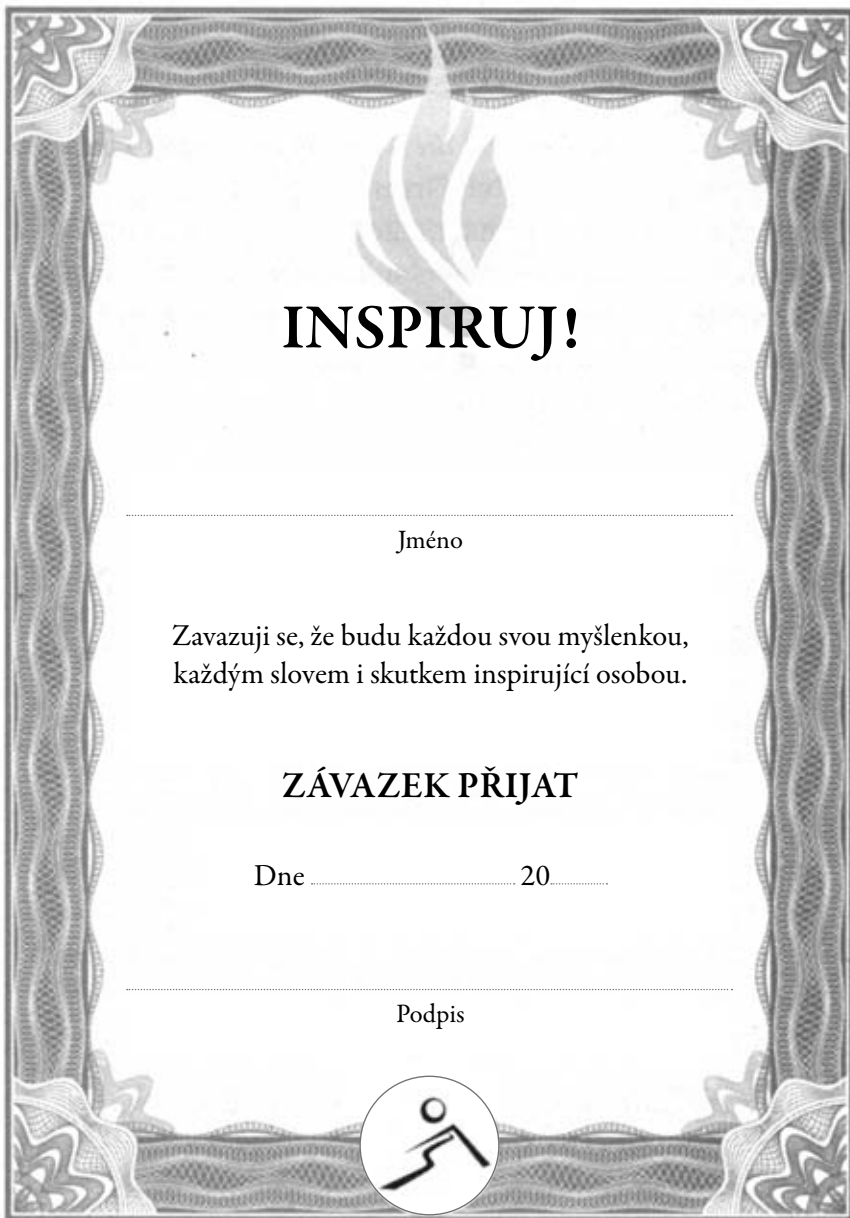 INSPIRUJ!
Jméno
Zavazuji se, že budu každou svou myšlenkou,
každým slovem i skutkem inspirující osobou.
ZÁVAZEK PŘIJAT
Dne 20
Podpis